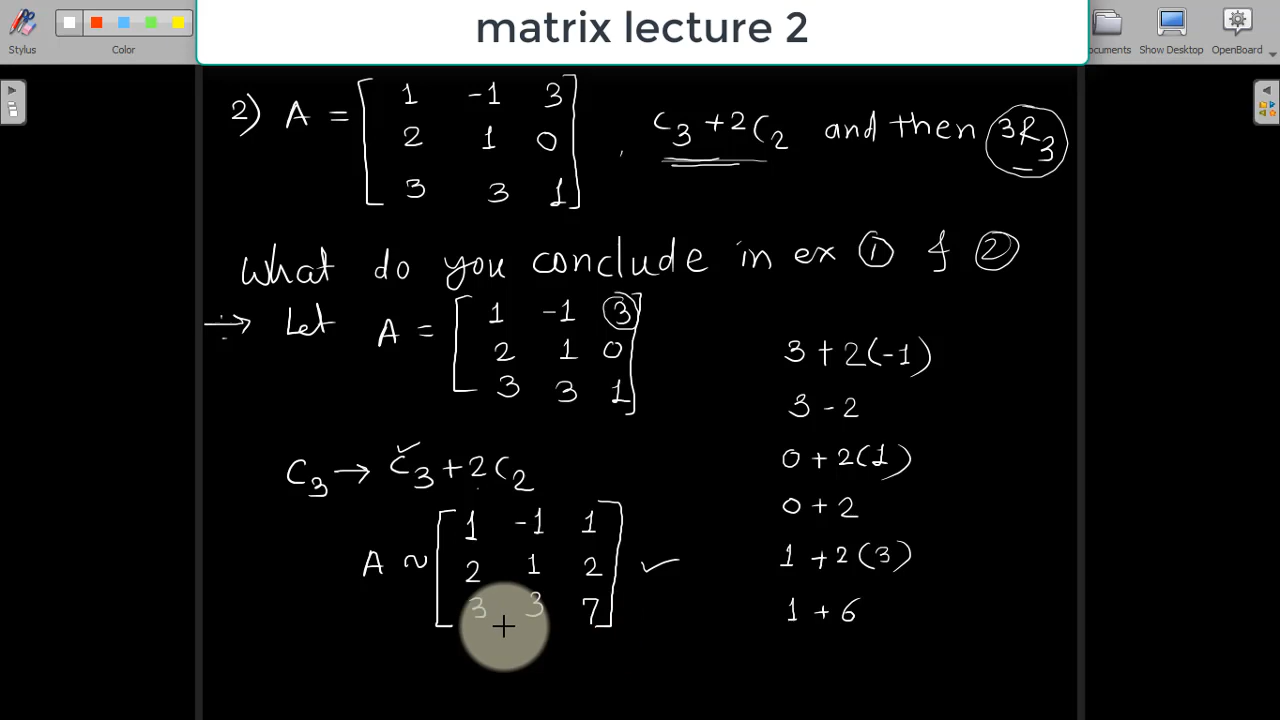 matrix lecture 2
Stylus
Color
Documents Show Desktop OpenBoard
2) A = [ 1 -1 3
2 1 0
3 3 1 ] , C₃ + 2C₂ and then 3R₃
What do you conclude in ex ① & ②
→ Let A = [ 1 -1 3
2 1 0
3 3 1 ]
C₃ → C₃ + 2C₂
A ~ [ 1 -1 1
2 1 2
3 3 7 ] ✓
3 + 2(-1)
3 - 2
0 + 2(1)
0 + 2
1 + 2(3)
1 + 6